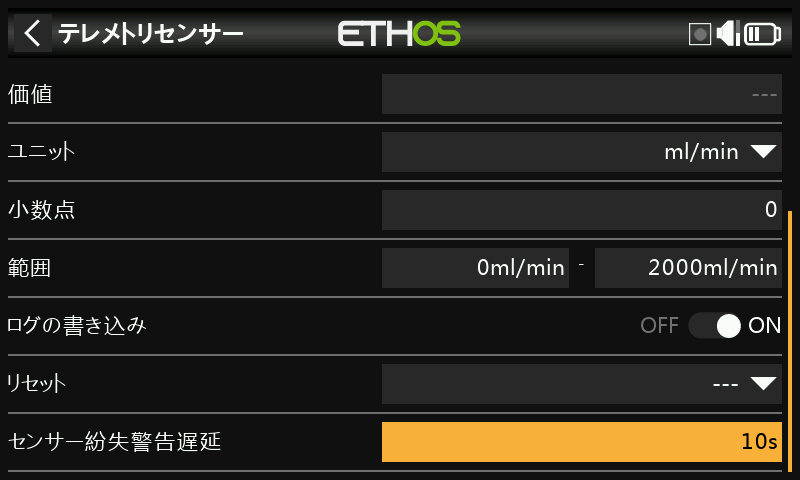 テレメトリセンサー ETHOS
価値 ---
ユニット ml/min
小数点 0
範囲 0ml/min - 2000ml/min
ログの書き込み OFF ON
リセット ---
センサー紛失警告遅延 10s